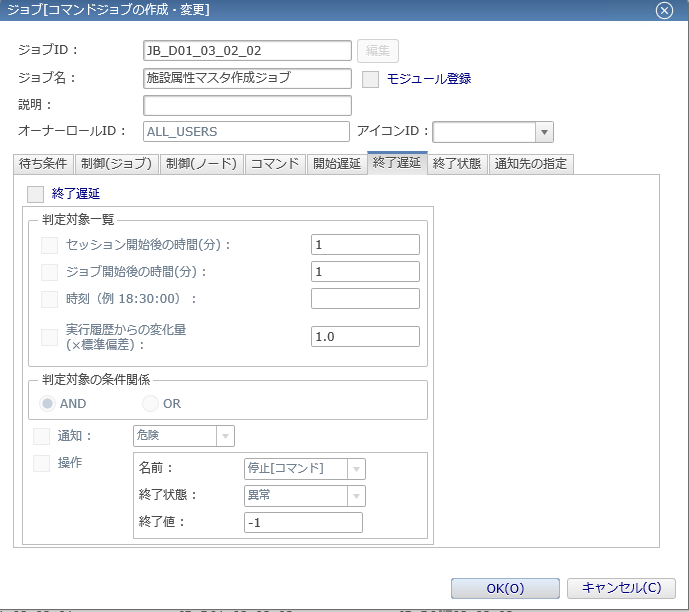 ジョブ[コマンドジョブの作成・変更]
ジョブID： JB_D01_03_02_02 編集
ジョブ名： 施設属性マスタ作成ジョブ モジュール登録
説明：
オーナーロールID： ALL_USERS アイコンID：
待ち条件 制御(ジョブ) 制御(ノード) コマンド 開始遅延 終了遅延 終了状態 通知先の指定
終了遅延
判定対象一覧
セッション開始後の時間(分)： 1
ジョブ開始後の時間(分)： 1
時刻（例 18:30:00）：
実行履歴からの変化量
(×標準偏差)： 1.0
判定対象の条件関係
AND OR
通知： 危険
操作
名前： 停止[コマンド]
終了状態： 異常
終了値： -1
OK(O) キャンセル(C)